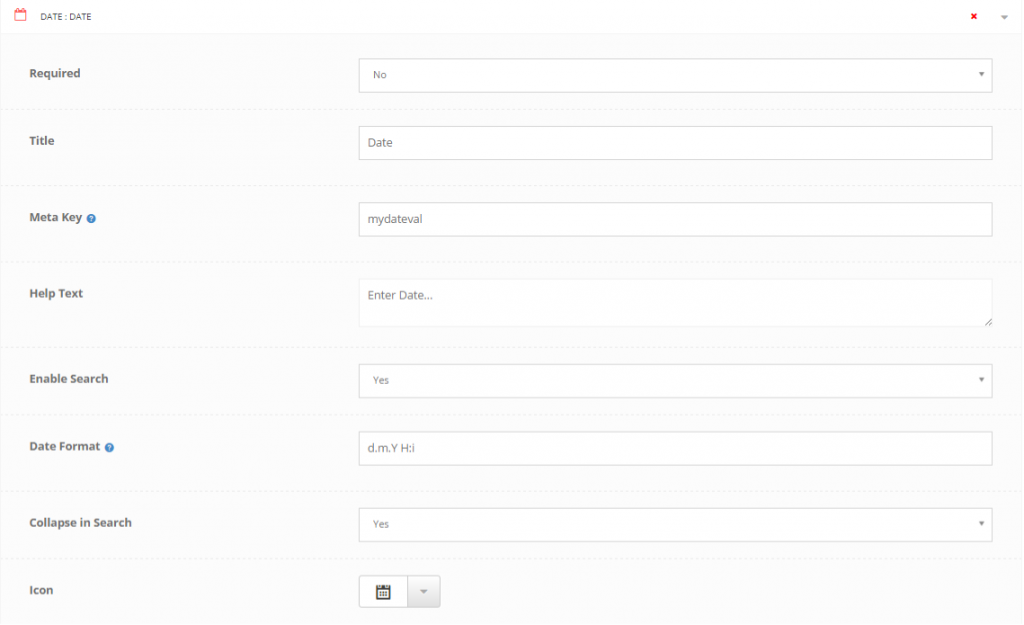 DATE : DATE
Required
No
Title
Date
Meta Key
mydateval
Help Text
Enter Date...
Enable Search
Yes
Date Format
d.m.Y H:i
Collapse in Search
Yes
Icon